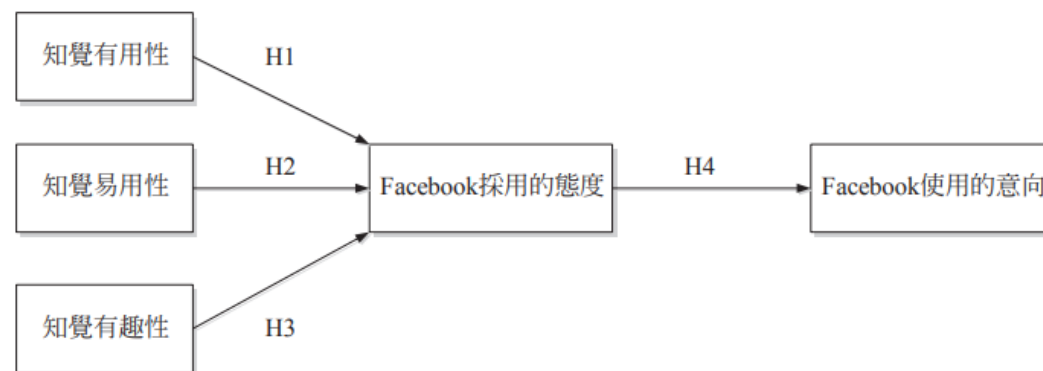 知覺有用性
H1
知覺易用性
H2
Facebook採用的態度
H4
Facebook使用的意向
知覺有趣性
H3